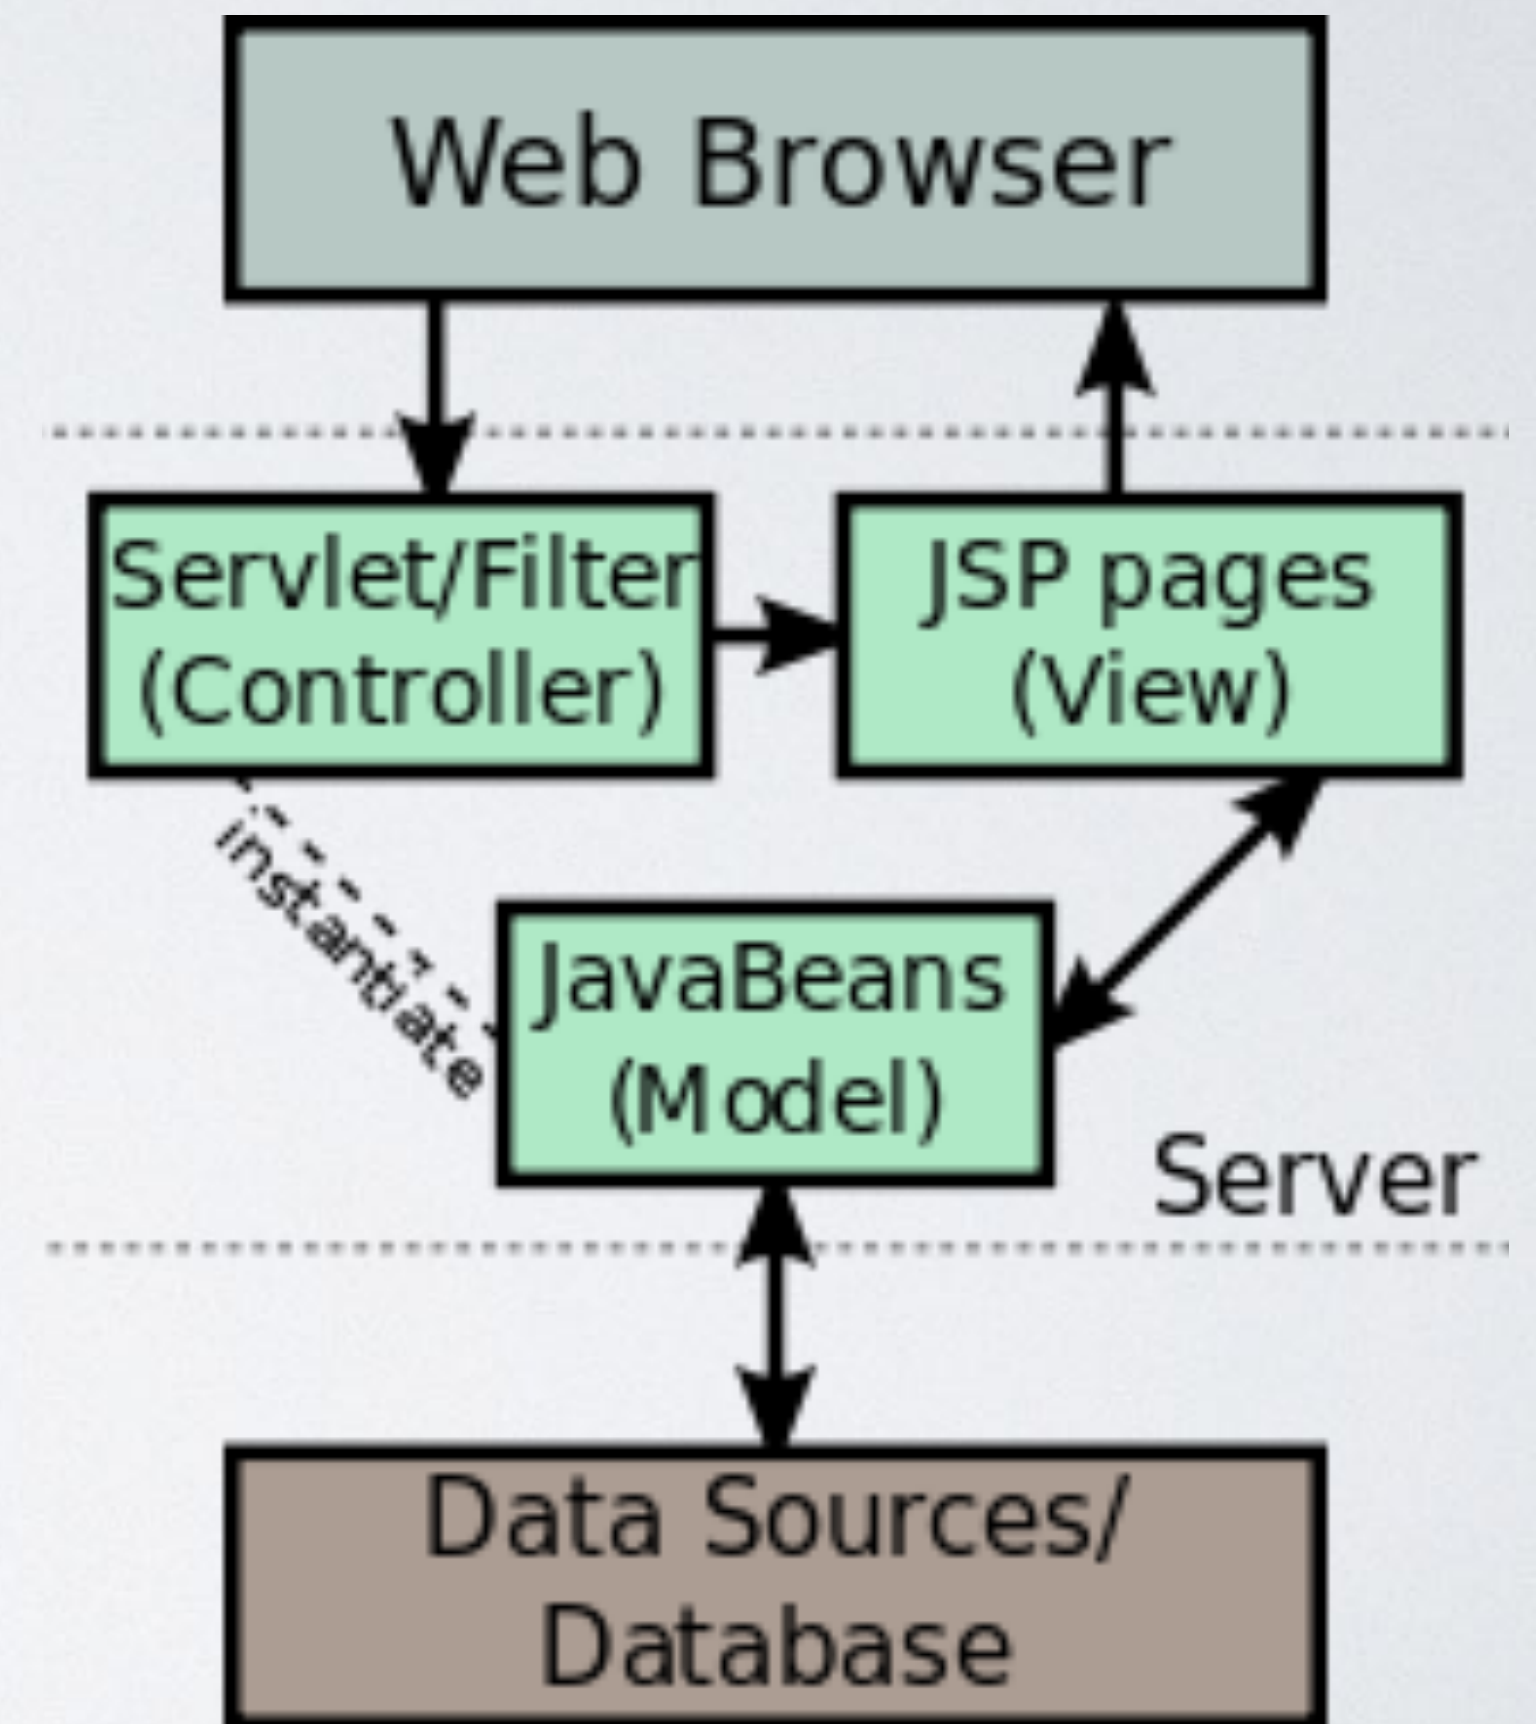 Web Browser
Servlet/Filter
(Controller)
JSP pages
(View)
instantiate
JavaBeans
(Model)
Server
Data Sources/
Database